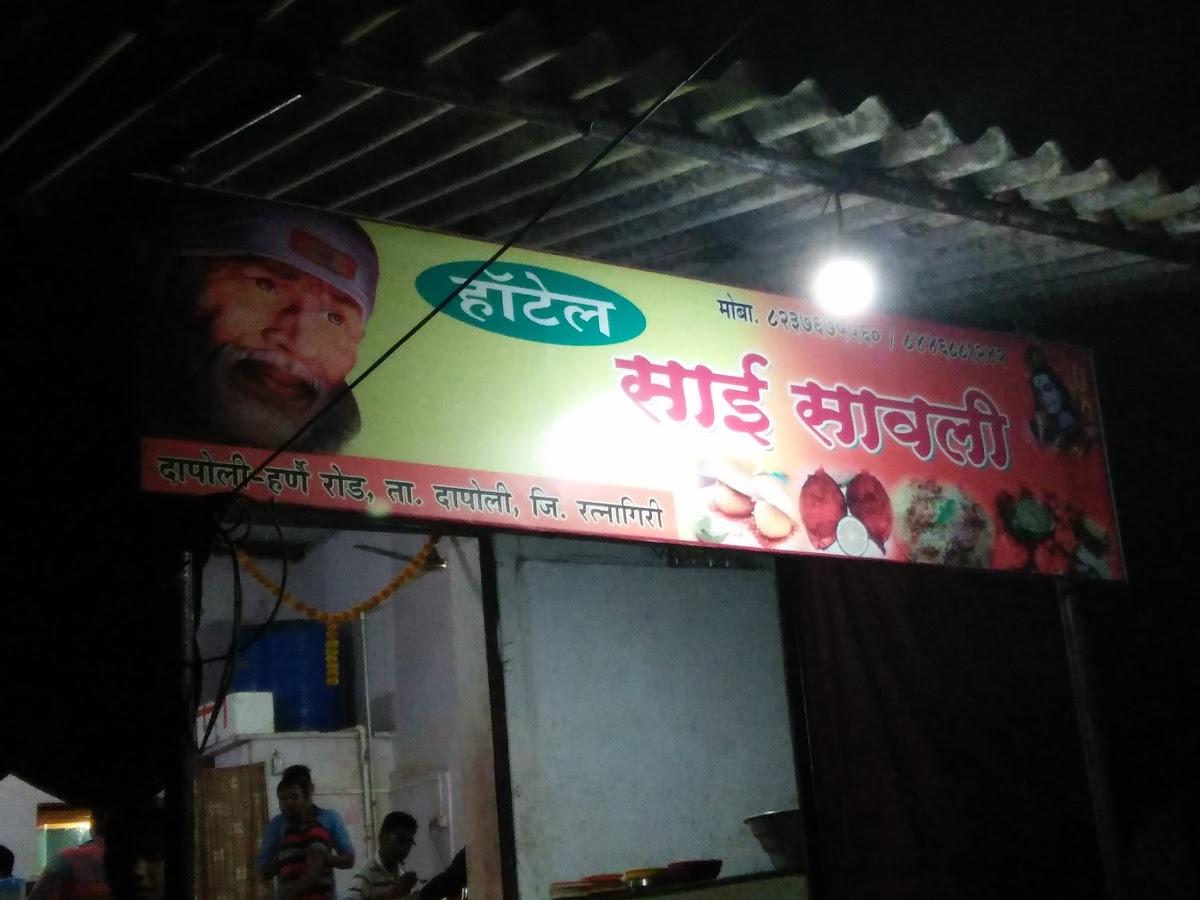 हॉटेल
मोबा. /
साई सावली
दापोली-हर्णे रोड, ता. दापोली, जि. रत्नागिरी